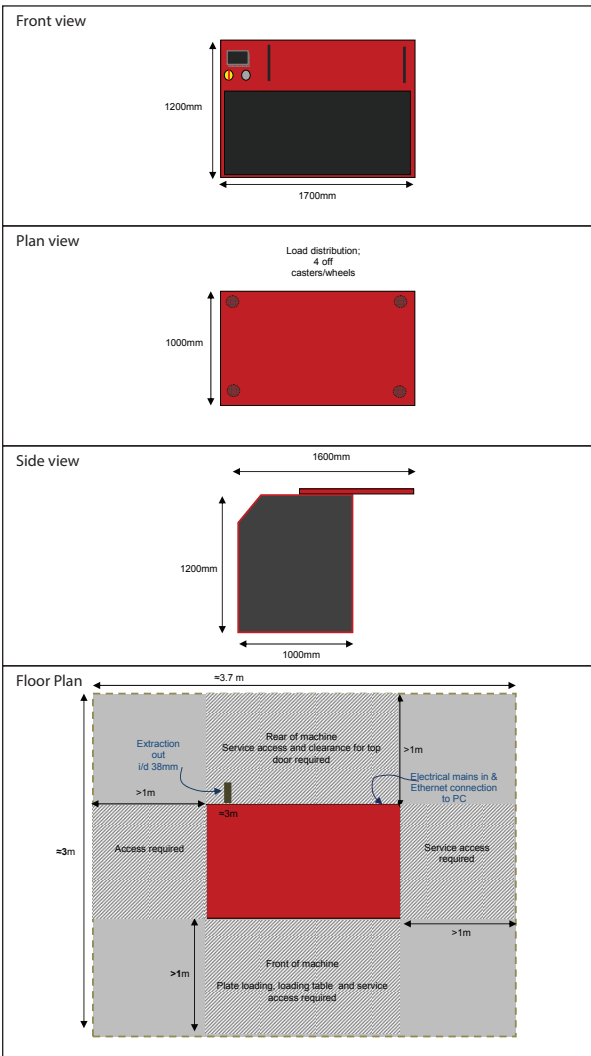 Front view
1200mm
1700mm
Plan view
Load distribution;
4 off
casters/wheels
1000mm
Side view
1600mm
1200mm
1000mm
Floor Plan
≈3.7 m
Rear of machine
Service access and clearance for top
door required
Extraction
out
i/d 38mm
>1m
Electrical mains in &
Ethernet connection
to PC
>1m
≈3m
≈3m
Access required
Service access
required
>1m
>1m
Front of machine
Plate loading, loading table and service
access required